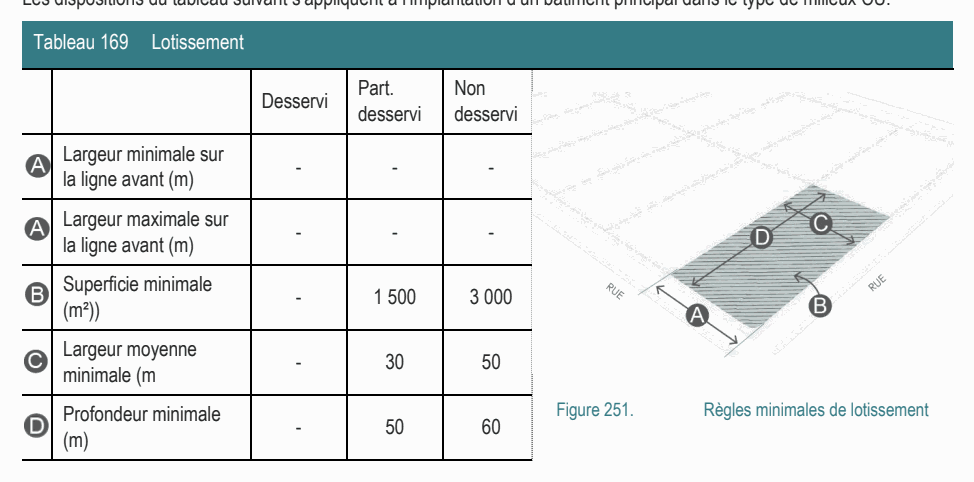 Les dispositions du tableau suivant s'appliquent à l'implantation d'un bâtiment principal dans le type de milieux CU.
Tableau 169 Lotissement
Desservi
Part.
desservi
Non
desservi
A
Largeur minimale sur
la ligne avant (m)
- - -
A
Largeur maximale sur
la ligne avant (m)
- - -
B
Superficie minimale
(m²))
- 1 500 3 000
C
Largeur moyenne
minimale (m
- 30 50
D
Profondeur minimale
(m)
- 50 60
D
C
A
B
RUE
RUE
Figure 251. Règles minimales de lotissement